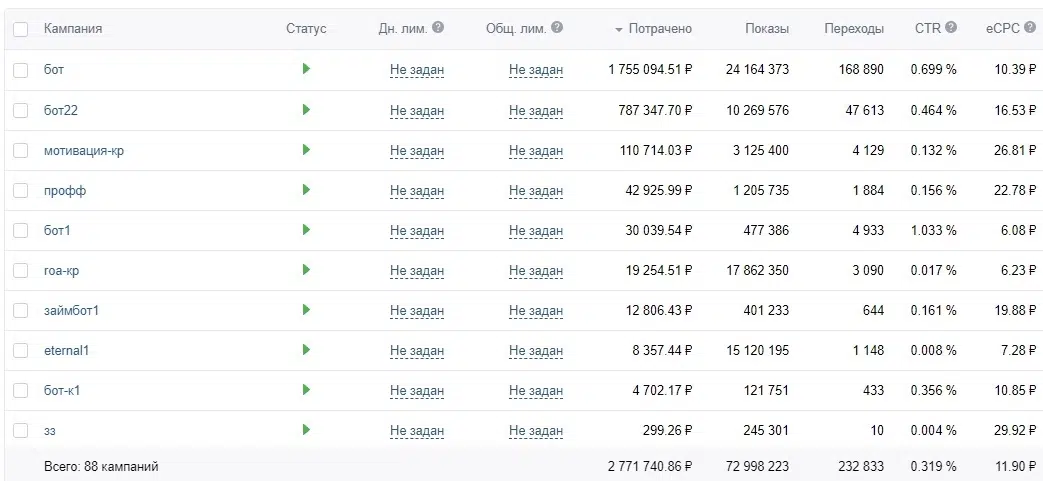 Кампания Статус Дн. лим. ? Общ. лим. ? Потрачено Показы Переходы CTR ? eCPC ?
бот Не задан Не задан 1 755 094.51 ₽ 24 164 373 168 890 0.699 % 10.39 ₽
бот22 Не задан Не задан 787 347.70 ₽ 10 269 576 47 613 0.464 % 16.53 ₽
мотивация-кр Не задан Не задан 110 714.03 ₽ 3 125 400 4 129 0.132 % 26.81 ₽
профф Не задан Не задан 42 925.99 ₽ 1 205 735 1 884 0.156 % 22.78 ₽
бот1 Не задан Не задан 30 039.54 ₽ 477 386 4 933 1.033 % 6.08 ₽
гоа-кр Не задан Не задан 19 254.51 ₽ 17 862 350 3 090 0.017 % 6.23 ₽
займбот1 Не задан Не задан 12 806.43 ₽ 401 233 644 0.161 % 19.88 ₽
eternal1 Не задан Не задан 8 357.44 ₽ 15 120 195 1 148 0.008 % 7.28 ₽
бот-к1 Не задан Не задан 4 702.17 ₽ 121 751 433 0.356 % 10.85 ₽
зз Не задан Не задан 299.26 ₽ 245 301 10 0.004 % 29.92 ₽
Всего: 88 кампаний 2 771 740.86 ₽ 72 998 223 232 833 0.319 % 11.90 ₽